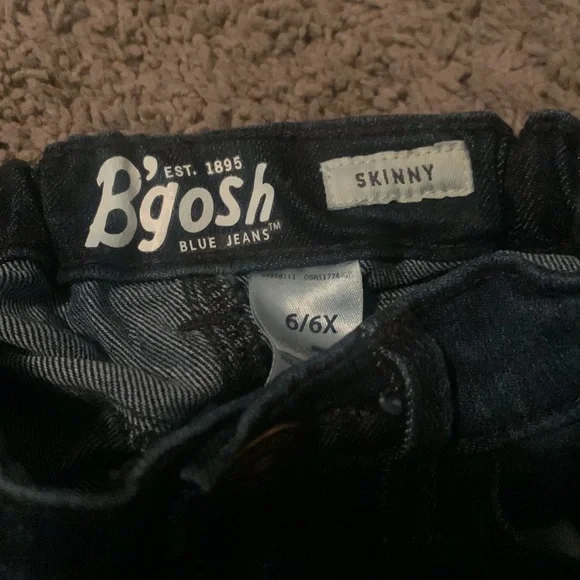 EST. 1895
B'gosh
BLUE JEANS™
SKINNY
6/6X